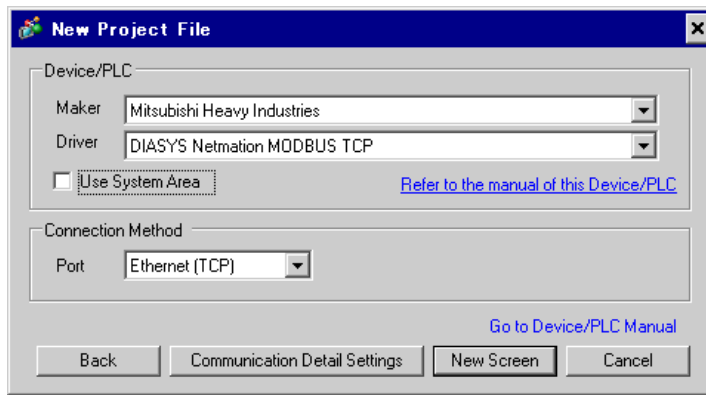 New Project File
Device/PLC
Maker Mitsubishi Heavy Industries
Driver DIASYS Netmation MODBUS TCP
Use System Area Refer to the manual of this Device/PLC
Connection Method
Port Ethernet (TCP)
Go to Device/PLC Manual
Back Communication Detail Settings New Screen Cancel